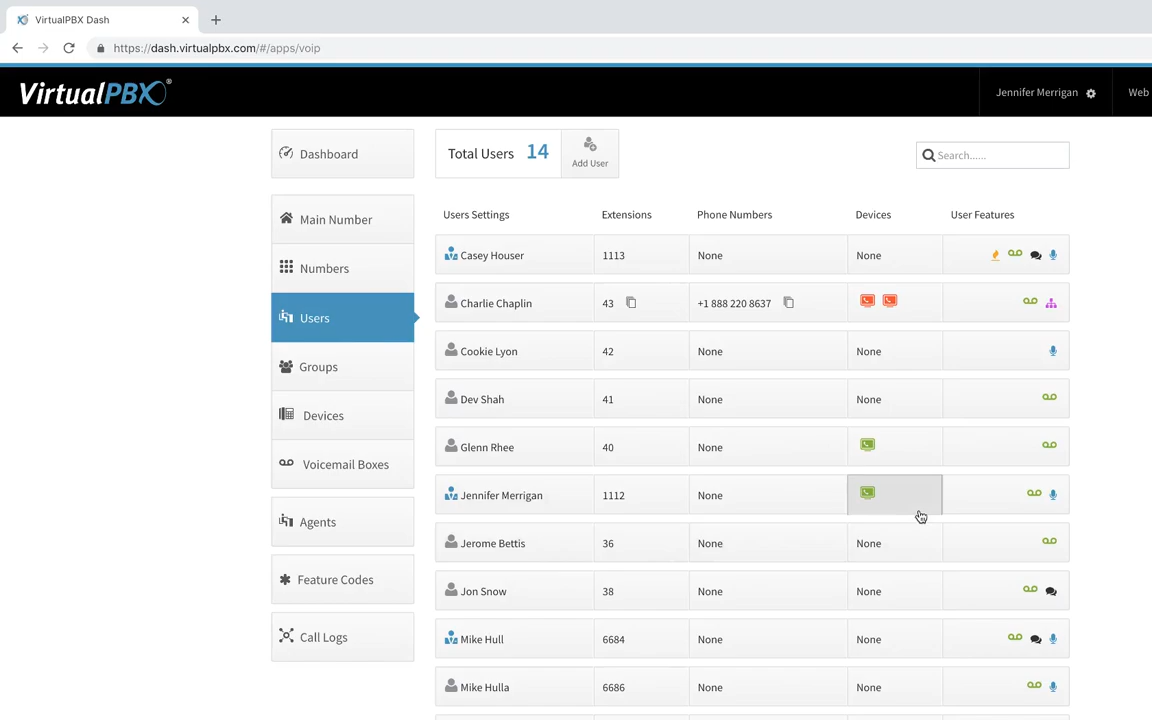 VirtualPBX Dash
https://dash.virtualpbx.com/#/apps/voip
VirtualPBX®
Jennifer Merrigan
Web
Dashboard
Main Number
Numbers
Users
Groups
Devices
Voicemail Boxes
Agents
Feature Codes
Call Logs
Total Users 14
Add User
Search......
Users Settings Extensions Phone Numbers Devices User Features
Casey Houser 1113 None None
Charlie Chaplin 43 +1 888 220 8637
Cookie Lyon 42 None None
Dev Shah 41 None None
Glenn Rhee 40 None
Jennifer Merrigan 1112 None
Jerome Bettis 36 None None
Jon Snow 38 None None
Mike Hull 6684 None None
Mike Hulla 6686 None None